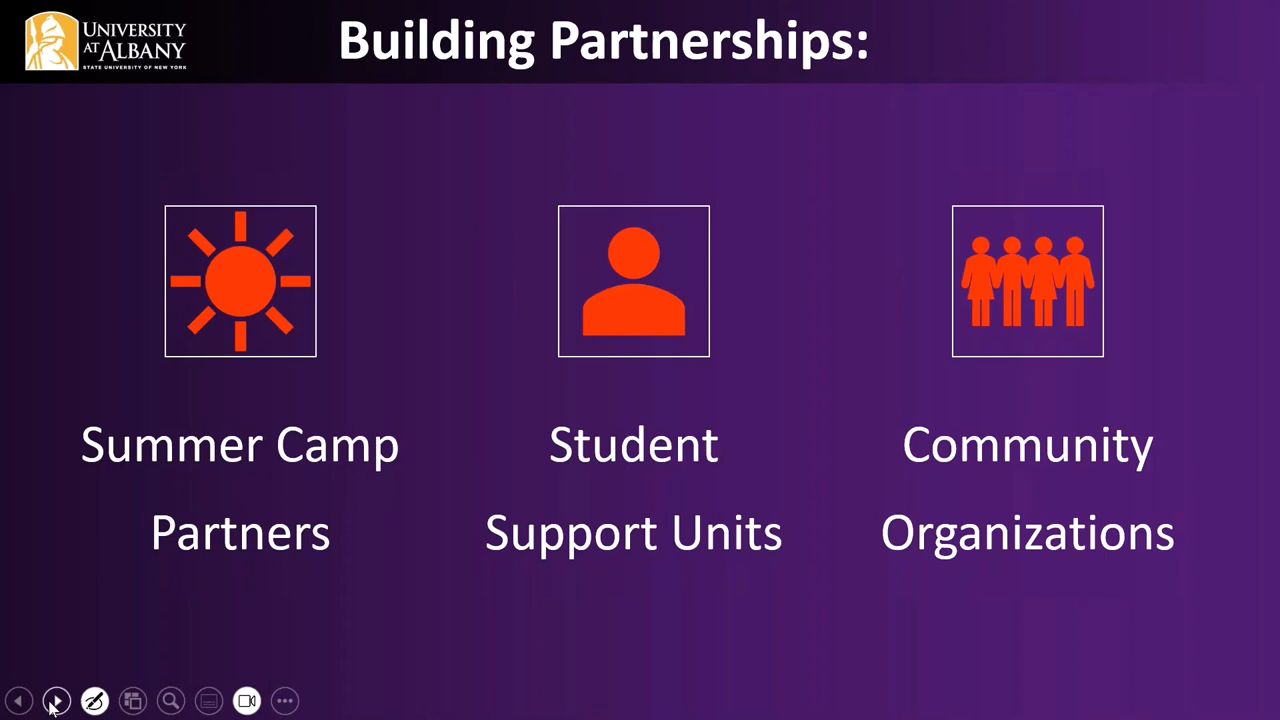 UNIVERSITY
AT ALBANY
STATE UNIVERSITY OF NEW YORK
Building Partnerships:
Summer Camp
Partners
Student
Support Units
Community
Organizations